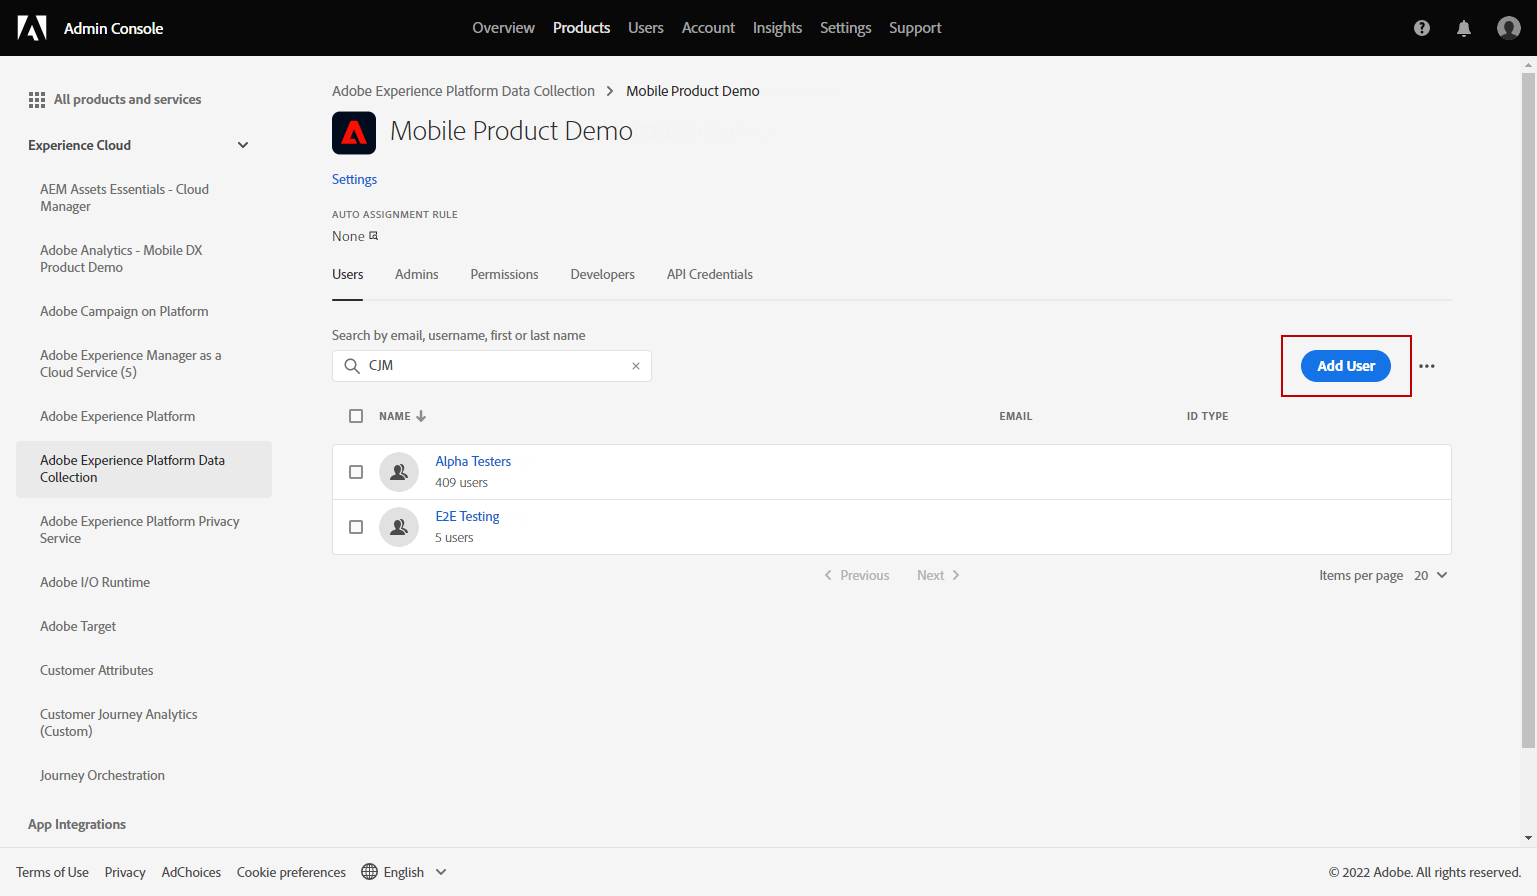 Admin Console
Overview Products Users Account Insights Settings Support
All products and services
Experience Cloud
AEM Assets Essentials - Cloud
Manager
Adobe Analytics - Mobile DX
Product Demo
Adobe Campaign on Platform
Adobe Experience Manager as a
Cloud Service (5)
Adobe Experience Platform
Adobe Experience Platform Data
Collection
Adobe Experience Platform Privacy
Service
Adobe I/O Runtime
Adobe Target
Customer Attributes
Customer Journey Analytics
(Custom)
Journey Orchestration
App Integrations
Adobe Experience Platform Data Collection > Mobile Product Demo
Mobile Product Demo
Settings
AUTO ASSIGNMENT RULE
None
Users Admins Permissions Developers API Credentials
Search by email, username, first or last name
CJM
Add User
NAME EMAIL ID TYPE
Alpha Testers
409 users
E2E Testing
5 users
Previous Next
Items per page 20
Terms of Use Privacy AdChoices Cookie preferences English
© 2022 Adobe. All rights reserved.